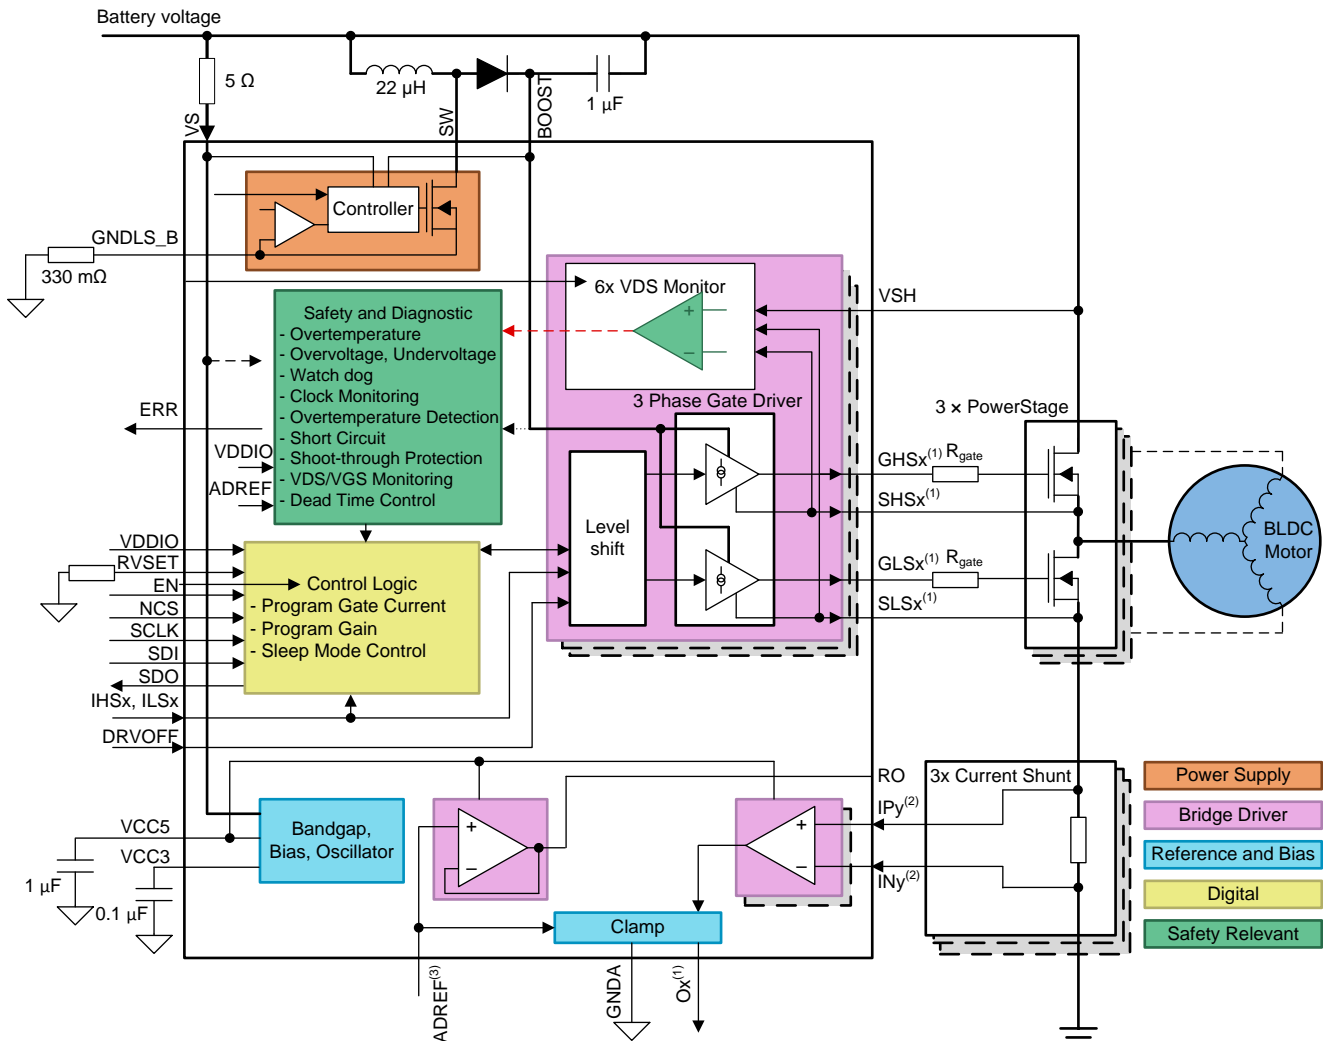 Battery voltage
5 Ω
22 µH
1 µF
VS
SW
BOOST
Controller
GNDLS_B
330 mΩ
6x VDS Monitor
+
–
VSH
Safety and Diagnostic
- Overtemperature
- Overvoltage, Undervoltage
- Watch dog
- Clock Monitoring
- Overtemperature Detection
- Short Circuit
- Shoot-through Protection
- VDS/VGS Monitoring
- Dead Time Control
ERR
VDDIO
ADREF
3 Phase Gate Driver
3 × PowerStage
GHSx(1)
Rgate
SHSx(1)
Level
shift
BLDC
Motor
GLSx(1)
Rgate
SLSx(1)
VDDIO
RVSET
EN
NCS
SCLK
SDI
SDO
IHSx, ILSx
DRVOFF
Control Logic
- Program Gate Current
- Program Gain
- Sleep Mode Control
RO
3x Current Shunt
IPy(2)
INy(2)
+
–
+
–
VCC5
VCC3
1 µF
0.1 µF
Bandgap,
Bias, Oscillator
Clamp
ADREF(3)
GNDA
Ox(1)
Power Supply
Bridge Driver
Reference and Bias
Digital
Safety Relevant